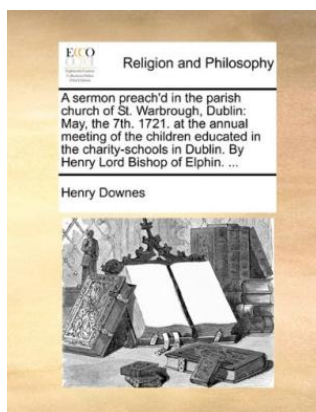 ECCO
Religion and Philosophy
A sermon preach'd in the parish
church of St. Warbrough, Dublin:
May, the 7th. 1721. at the annual
meeting of the children educated in
the charity-schools in Dublin. By
Henry Lord Bishop of Elphin. ...
Henry Downes